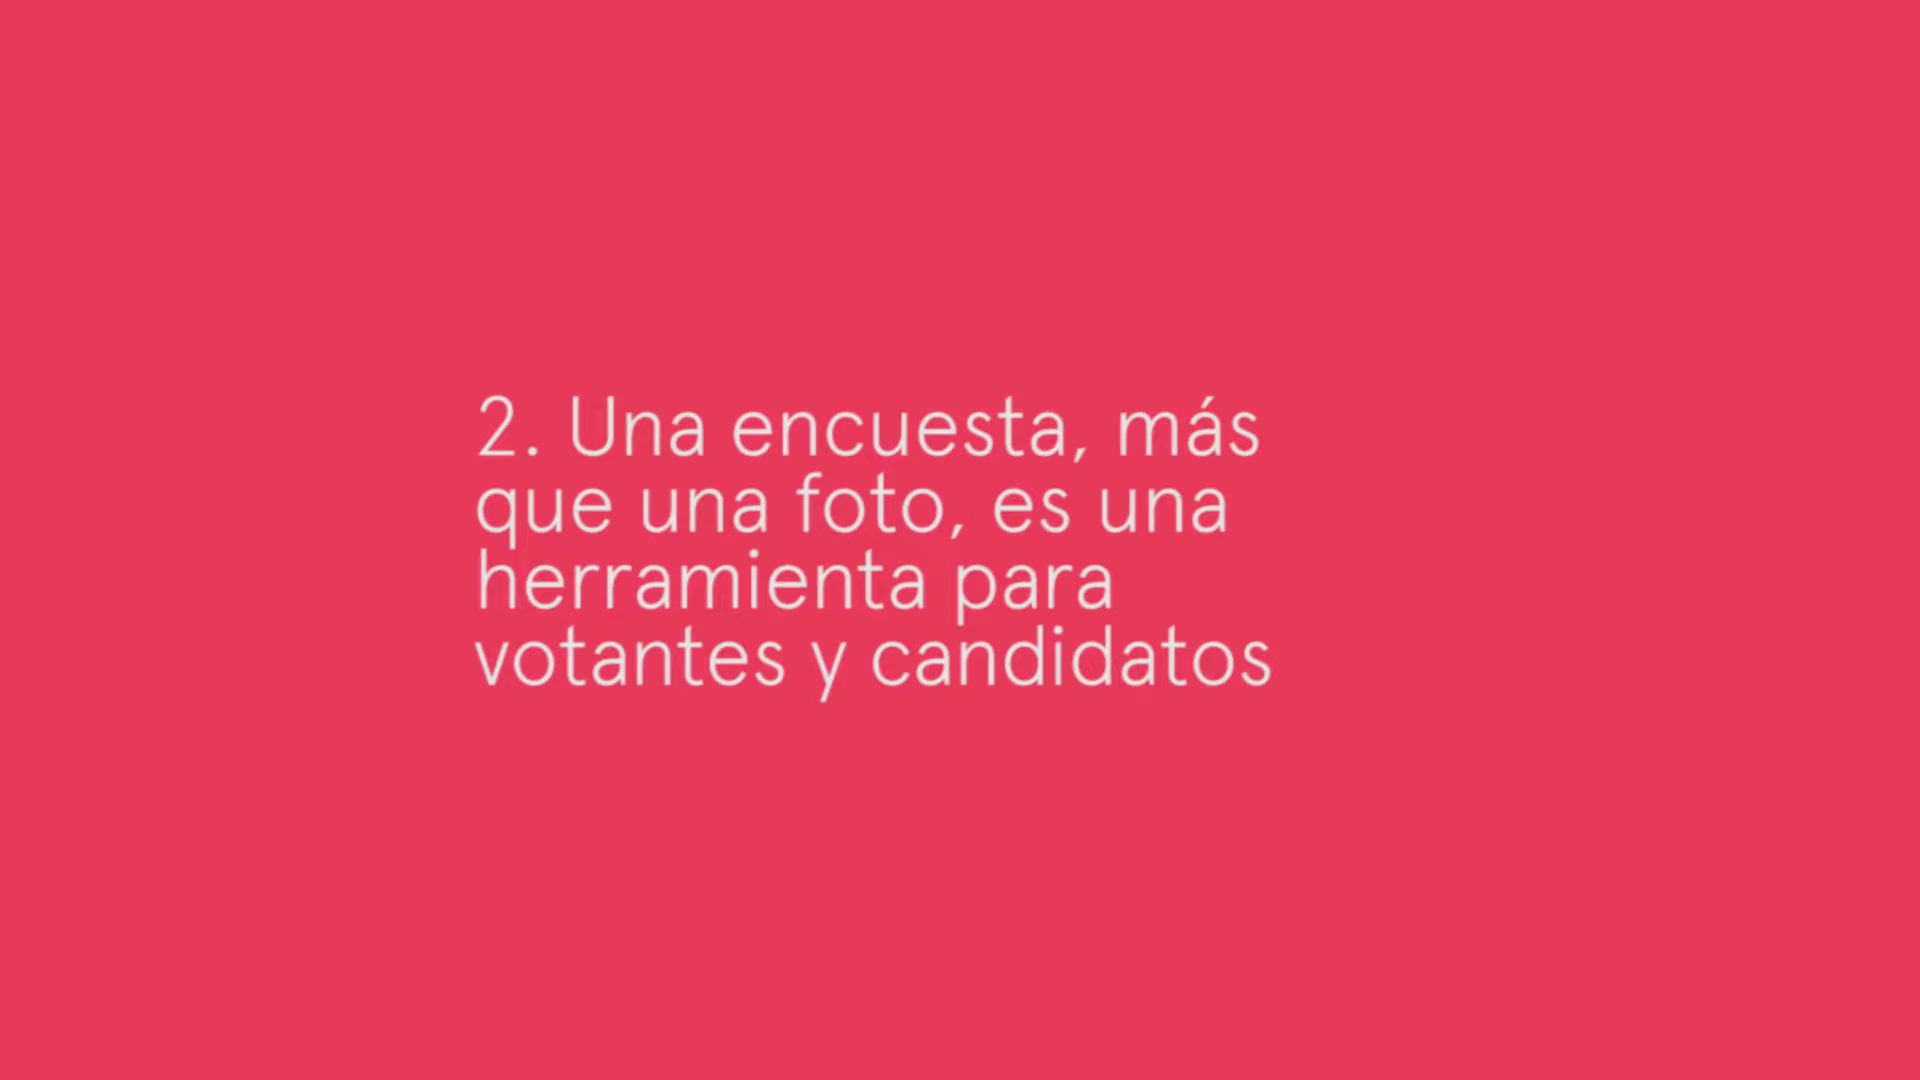 2. Una encuesta, más
que una foto, es una
herramienta para
votantes y candidatos